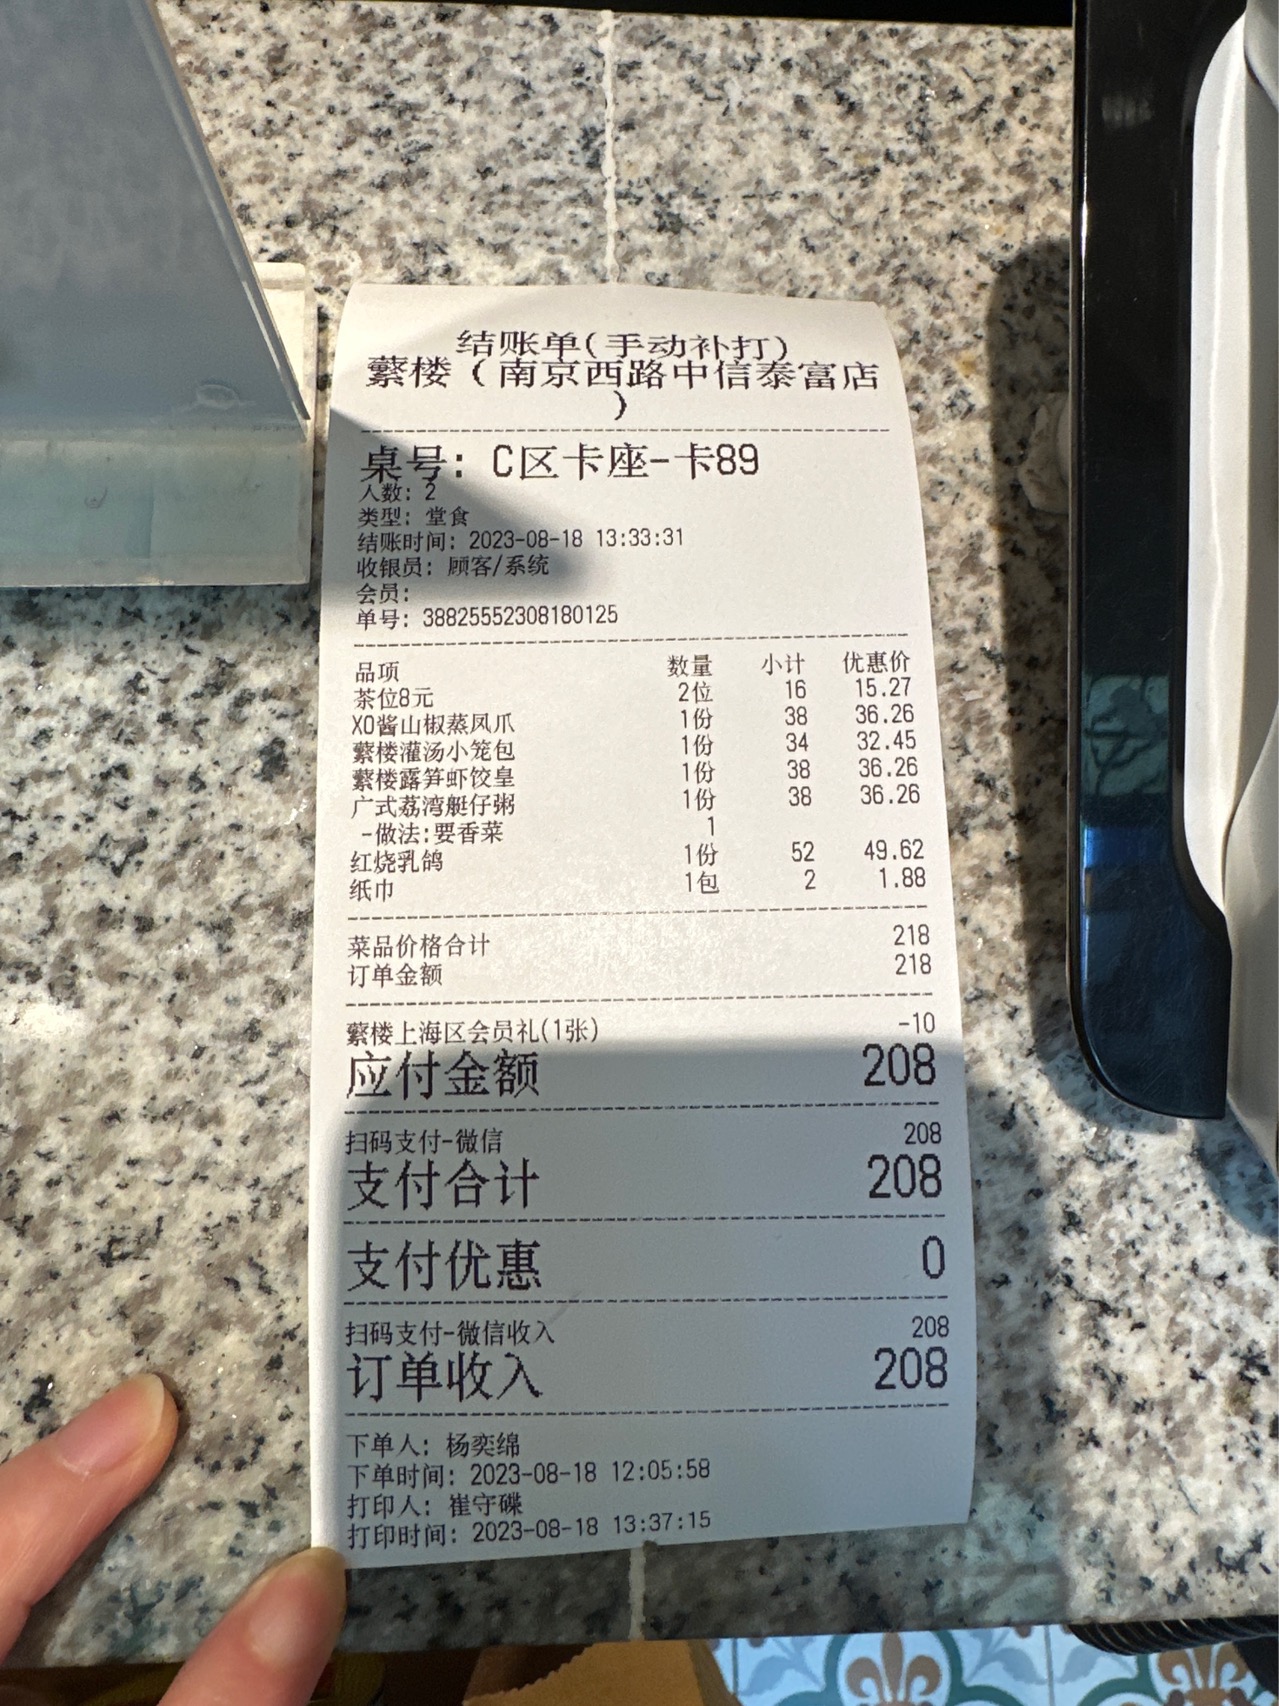 结账单(手动补打)
蘩楼（南京西路中信泰富店
）
桌号: C区卡座-卡89
人数: 2
类型: 堂食
结账时间: 2023-08-18 13:33:31
收银员: 顾客/系统
会员:
单号: 38825552308180125
品项 数量 小计 优惠价
茶位8元 2位 16 15.27
XO酱山椒蒸凤爪 1份 38 36.26
蘩楼灌汤小笼包 1份 34 32.45
蘩楼露笋虾饺皇 1份 38 36.26
广式荔湾艇仔粥 1份 38 36.26
-做法:要香菜 1
红烧乳鸽 1份 52 49.62
纸巾 1包 2 1.88
菜品价格合计 218
订单金额 218
蘩楼上海区会员礼(1张) -10
应付金额 208
扫码支付-微信 208
支付合计 208
支付优惠 0
扫码支付-微信收入 208
订单收入 208
下单人: 杨奕绵
下单时间: 2023-08-18 12:05:58
打印人: 崔守碟
打印时间: 2023-08-18 13:37:15